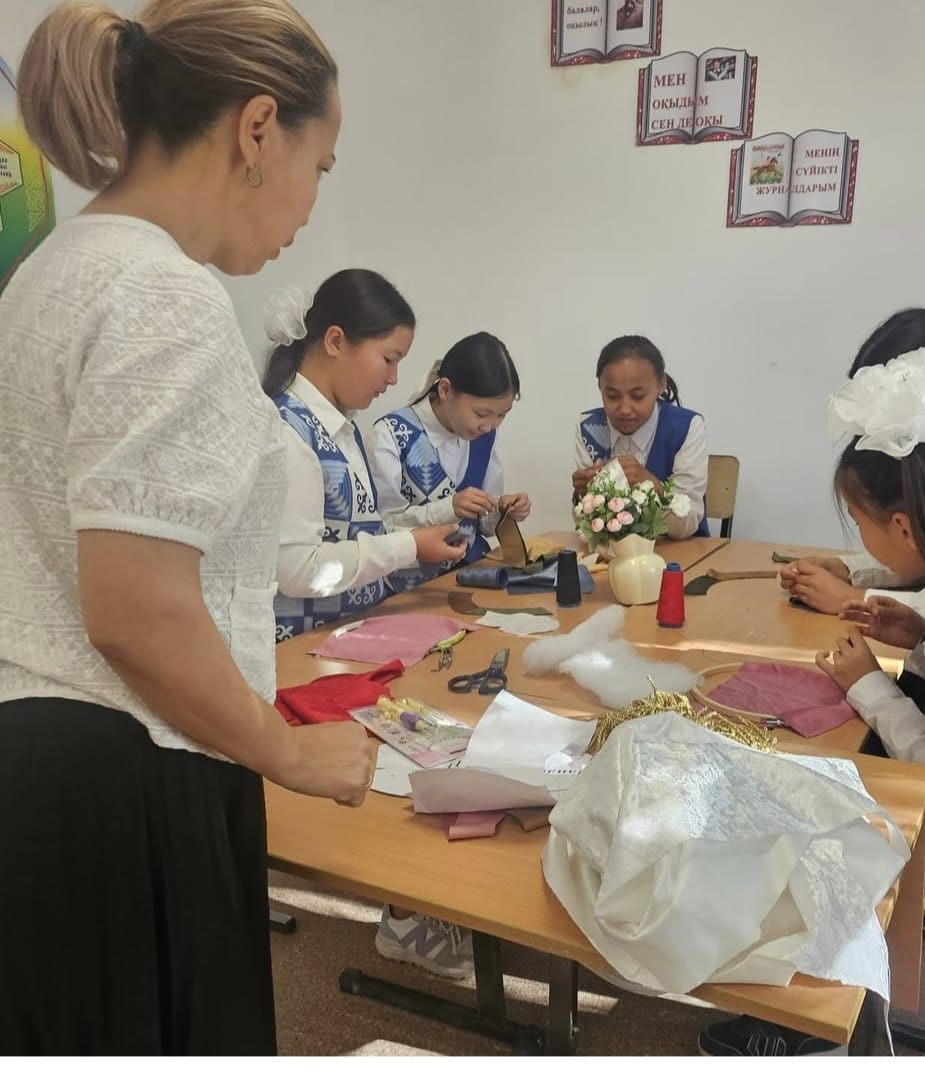 балалар,
оқылық!
МЕН
ОҚЫДЫМ
СЕН ДЕ ОҚЫ
МЕНІҢ
СҮЙІКТІ
ЖУРНАЛДАРЫМ